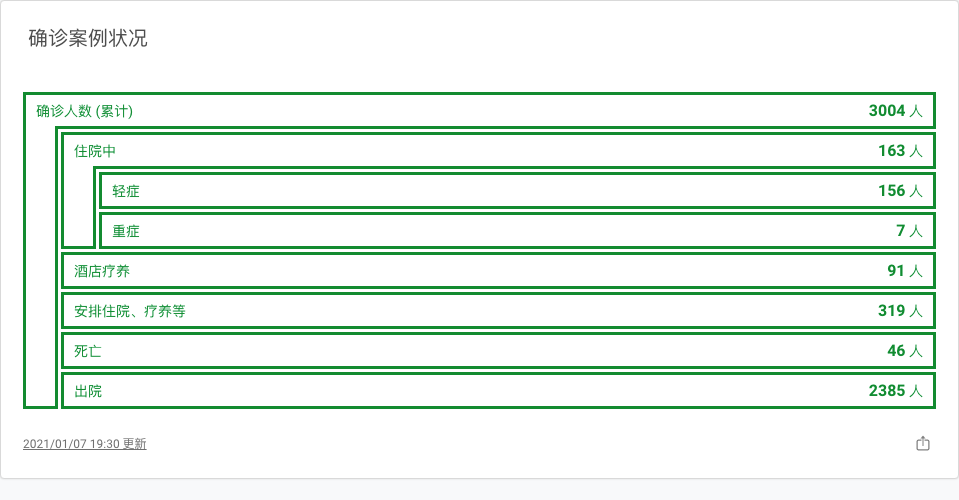 确诊案例状况
确诊人数 (累计) 3004 人
住院中 163 人
轻症 156 人
重症 7 人
酒店疗养 91 人
安排住院、疗养等 319 人
死亡 46 人
出院 2385 人
2021/01/07 19:30 更新